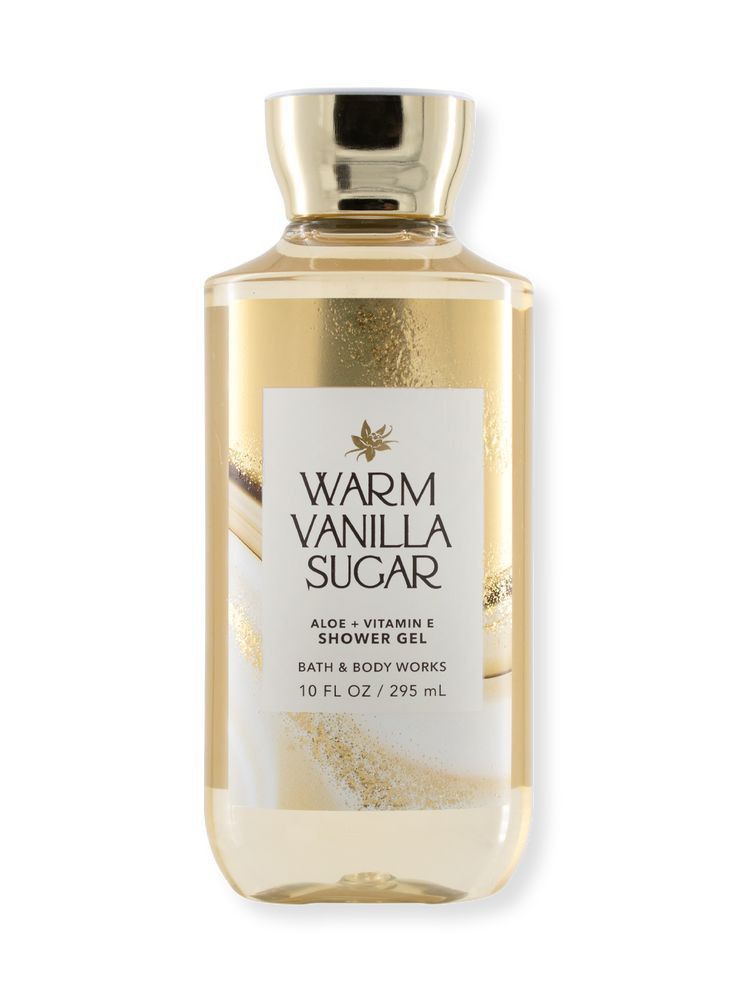 WARM
VANILLA
SUGAR
ALOE + VITAMIN E
SHOWER GEL
BATH & BODY WORKS
10 FL OZ / 295 mL